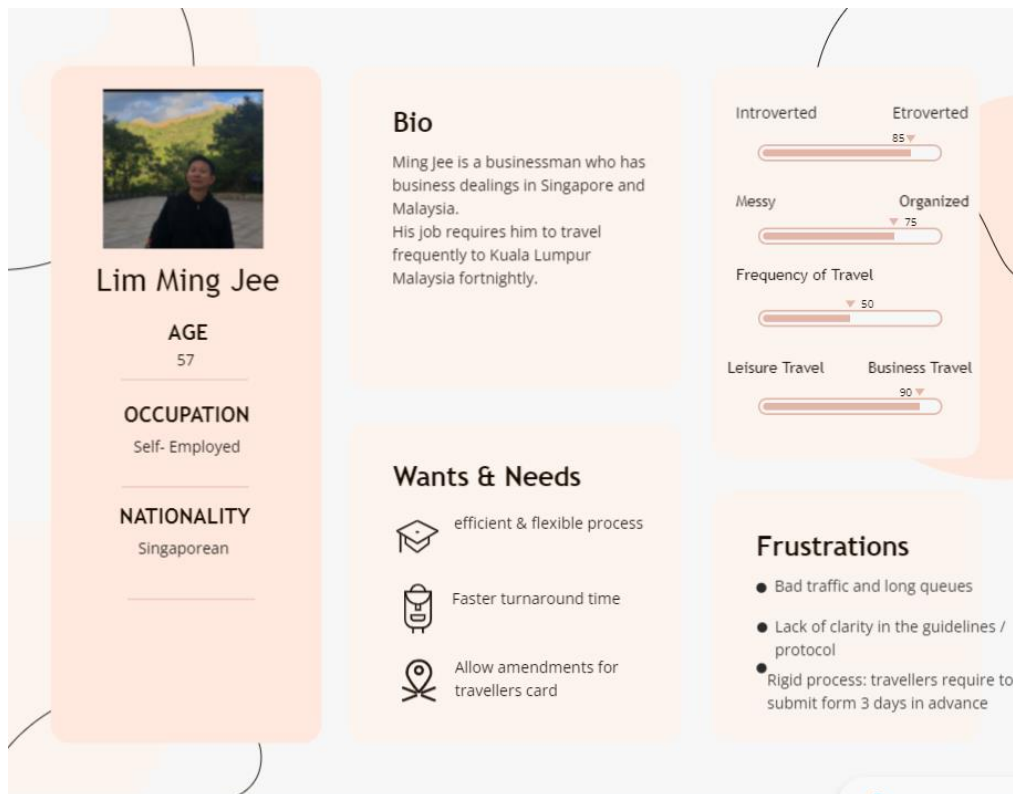 Lim Ming Jee
AGE
57
OCCUPATION
Self- Employed
NATIONALITY
Singaporean
Bio
Ming Jee is a businessman who has
business dealings in Singapore and
Malaysia.
His job requires him to travel
frequently to Kuala Lumpur
Malaysia fortnightly.
Wants & Needs
efficient & flexible process
Faster turnaround time
Allow amendments for
travellers card
Introverted Etroverted
85
Messy Organized
75
Frequency of Travel
50
Leisure Travel Business Travel
90
Frustrations
Bad traffic and long queues
Lack of clarity in the guidelines /
protocol
Rigid process: travellers require to
submit form 3 days in advance